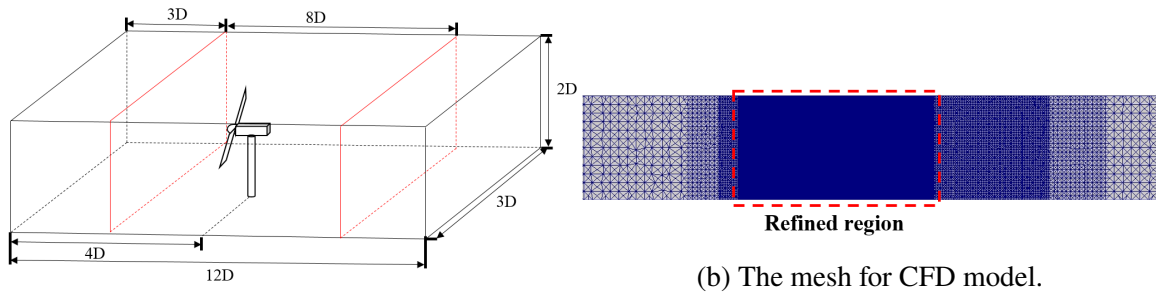 3D
8D
2D
3D
4D
12D
Refined region
(b) The mesh for CFD model.